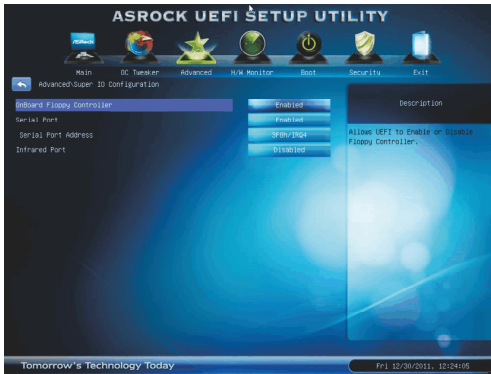 ASROCK UEFI SETUP UTILITY
ASRock
Main OC Tweaker Advanced H/W Monitor Boot Security Exit
Advanced\Super IO Configuration
OnBoard Floppy Controller Enabled
Serial Port Enabled
Serial Port Address 3F8h/IRQ4
Infrared Port Disabled
Description
Allows UEFI to Enable or Disable
Floppy Controller.
Tomorrow's Technology Today
Fri 12/30/2011, 12:24:05